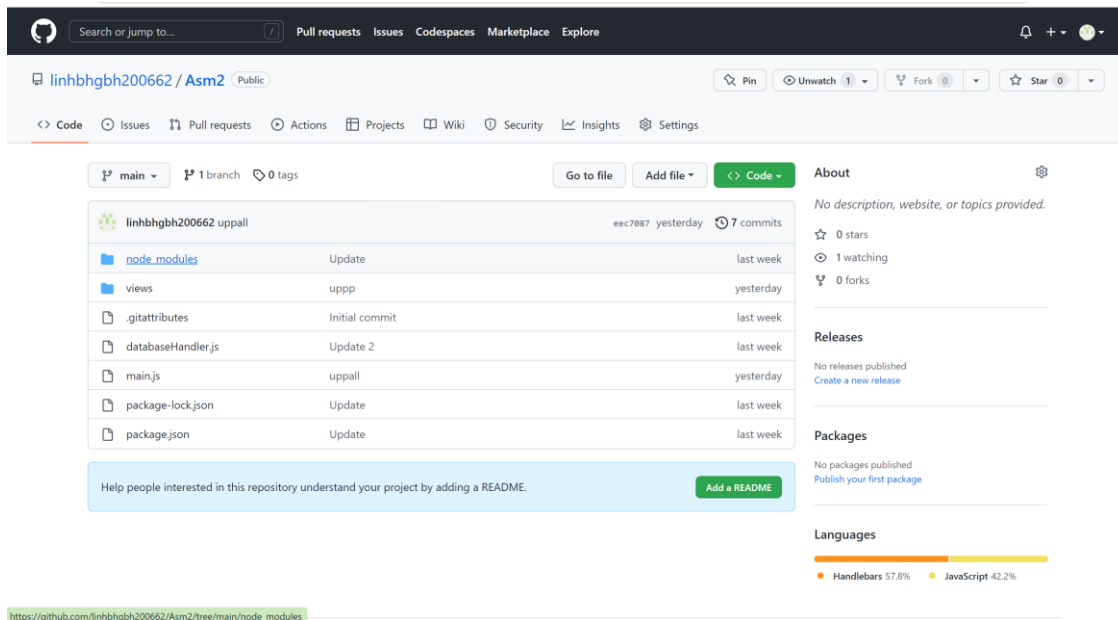 Search or jump to... / Pull requests Issues Codespaces Marketplace Explore
linhbhgbh200662 / Asm2 Public Pin Unwatch 1 Fork 0 Star 0
<> Code Issues Pull requests Actions Projects Wiki Security Insights Settings
main 1 branch 0 tags Go to file Add file <> Code
linhbhgbh200662 uppall eec7087 yesterday 7 commits
node_modules Update last week
views uppp yesterday
.gitattributes Initial commit last week
databaseHandler.js Update 2 last week
main.js uppall yesterday
package-lock.json Update last week
package.json Update last week
Help people interested in this repository understand your project by adding a README. Add a README
About
No description, website, or topics provided.
0 stars
1 watching
0 forks
Releases
No releases published
Create a new release
Packages
No packages published
Publish your first package
Languages
Handlebars 57.8% JavaScript 42.2%
https://github.com/linhbhgbh200662/Asm2/tree/main/node_modules